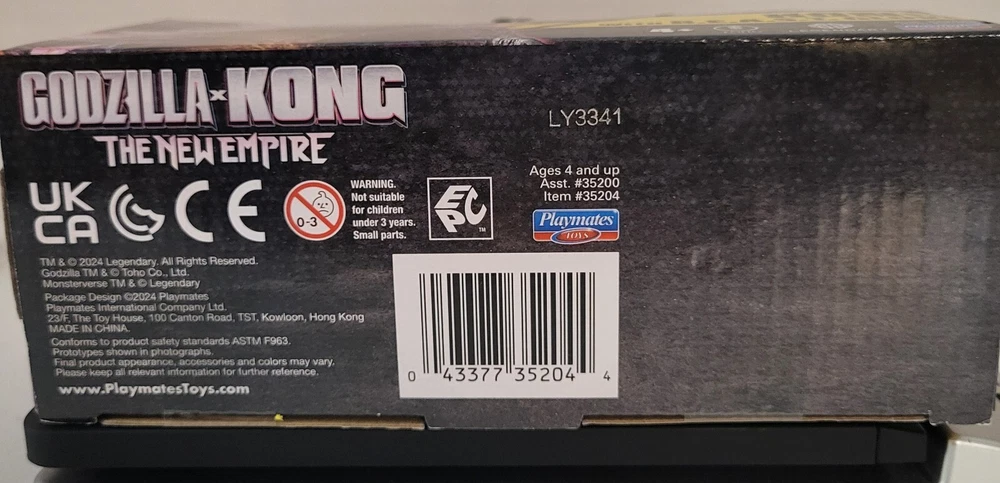 GODZILLA x KONG
THE NEW EMPIRE
LY3341
UK
CA
CE
0-3
WARNING.
Not suitable
for children
under 3 years.
Small parts.
EPC
TM
Ages 4 and up
Asst. #35200
Item #35204
Playmates
TOYS
TM & © 2024 Legendary. All Rights Reserved.
Godzilla TM & © Toho Co., Ltd.
Monsterverse TM & © Legendary
Package Design ©2024 Playmates
Playmates International Company Ltd.
23/F, The Toy House, 100 Canton Road, TST, Kowloon, Hong Kong
MADE IN CHINA.
Conforms to product safety standards ASTM F963.
Prototypes shown in photographs.
Final product appearance, accessories and colors may vary.
Please keep all relevant information for further reference.
www.PlaymatesToys.com
0 43377 35204 4